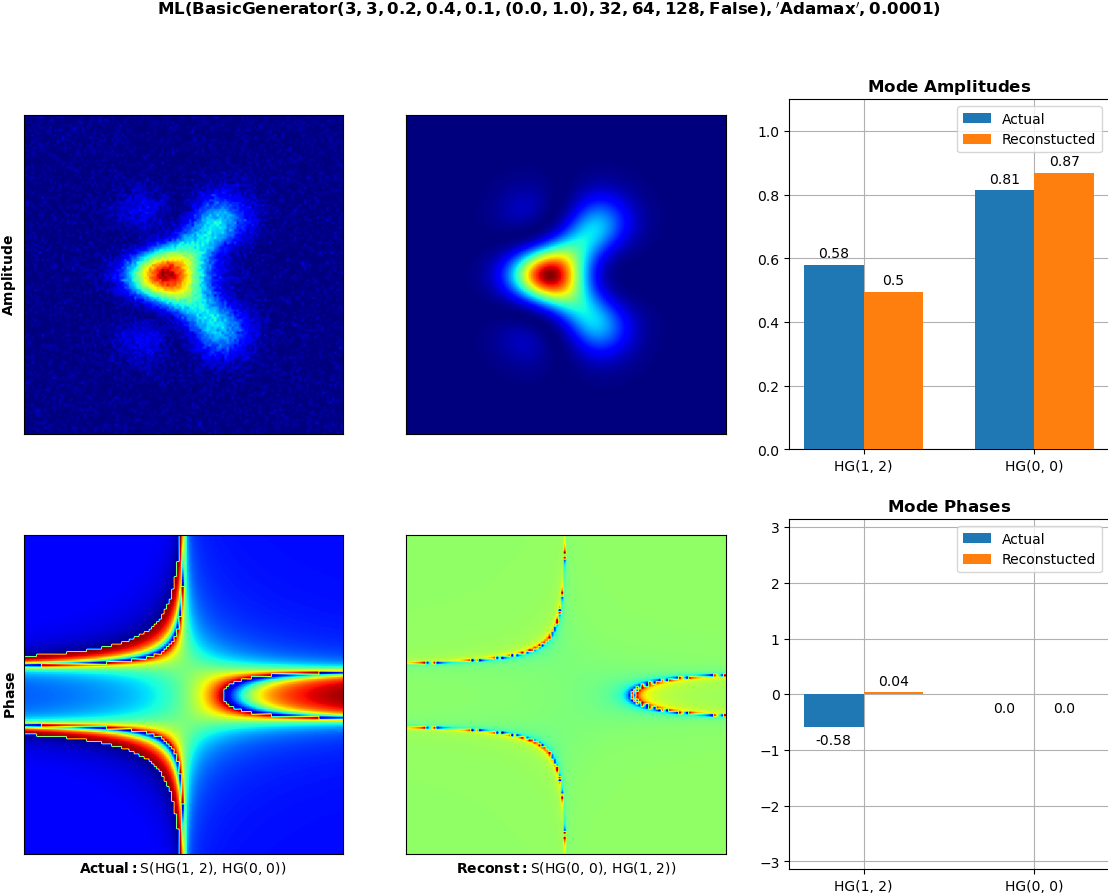 ML(BasicGenerator(3, 3, 0.2, 0.4, 0.1, (0.0, 1.0), 32, 64, 128, False), ′Adamax′, 0.0001)
Mode Amplitudes
Actual
Reconstucted
1.0
0.8
0.6
0.4
0.2
0.0
0.58
0.5
0.81
0.87
HG(1, 2)
HG(0, 0)
Amplitude
Mode Phases
Actual
Reconstucted
3
2
1
0
−1
−2
−3
-0.58
0.04
0.0
0.0
HG(1, 2)
HG(0, 0)
Phase
Actual: S(HG(1, 2), HG(0, 0))
Reconst: S(HG(0, 0), HG(1, 2))